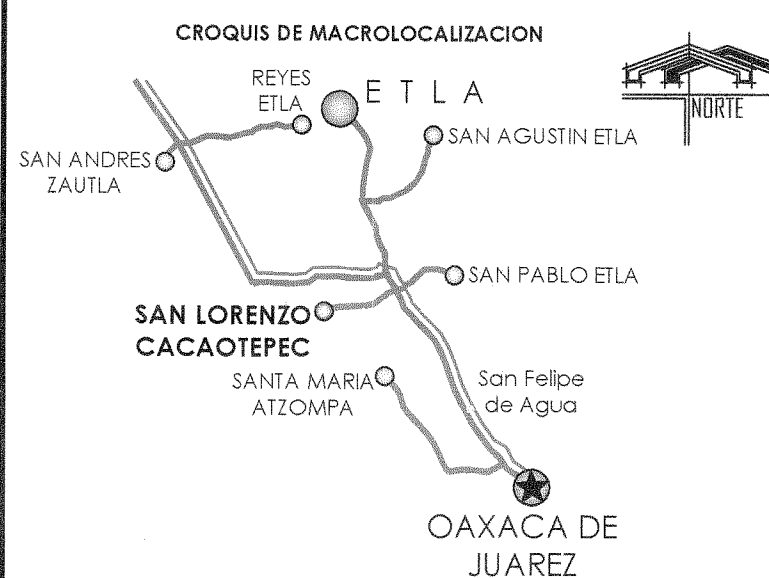 CROQUIS DE MACROLOCALIZACION
NORTE
REYES
ETLA
ETLA
SAN AGUSTIN ETLA
SAN ANDRES
ZAUTLA
SAN PABLO ETLA
SAN LORENZO
CACAOTEPEC
SANTA MARIA
ATZOMPA
San Felipe
de Agua
OAXACA DE
JUAREZ